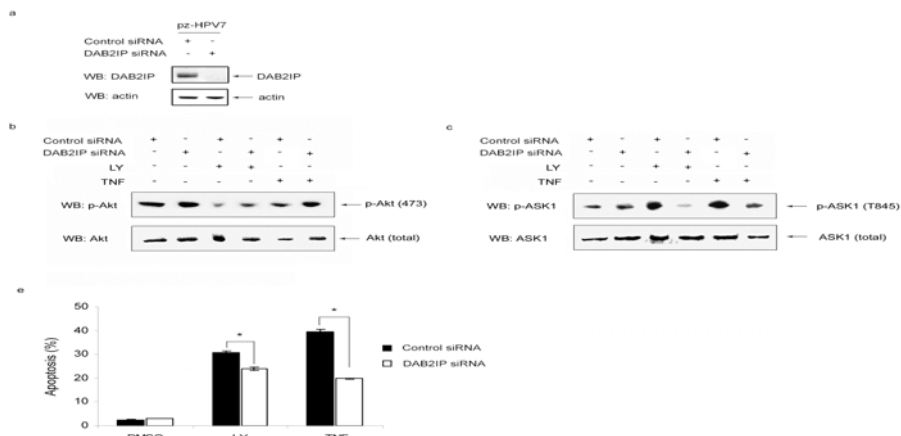 a
pz-HPV7
Control siRNA + -
DAB2IP siRNA - +
WB: DAB2IP DAB2IP
WB: actin actin
b
Control siRNA + - + - + -
DAB2IP siRNA - + - + - +
LY - - + + - -
TNF - - - - + +
WB: p-Akt p-Akt (473)
WB: Akt Akt (total)
c
Control siRNA + - + - + -
DAB2IP siRNA - + - + - +
LY - - + + - -
TNF - - - - + +
WB: p-ASK1 p-ASK1 (T845)
WB: ASK1 ASK1 (total)
e
Apoptosis (%)
50
40
30
20
10
0
* *
Control siRNA
DAB2IP siRNA
DMSO LY TNF